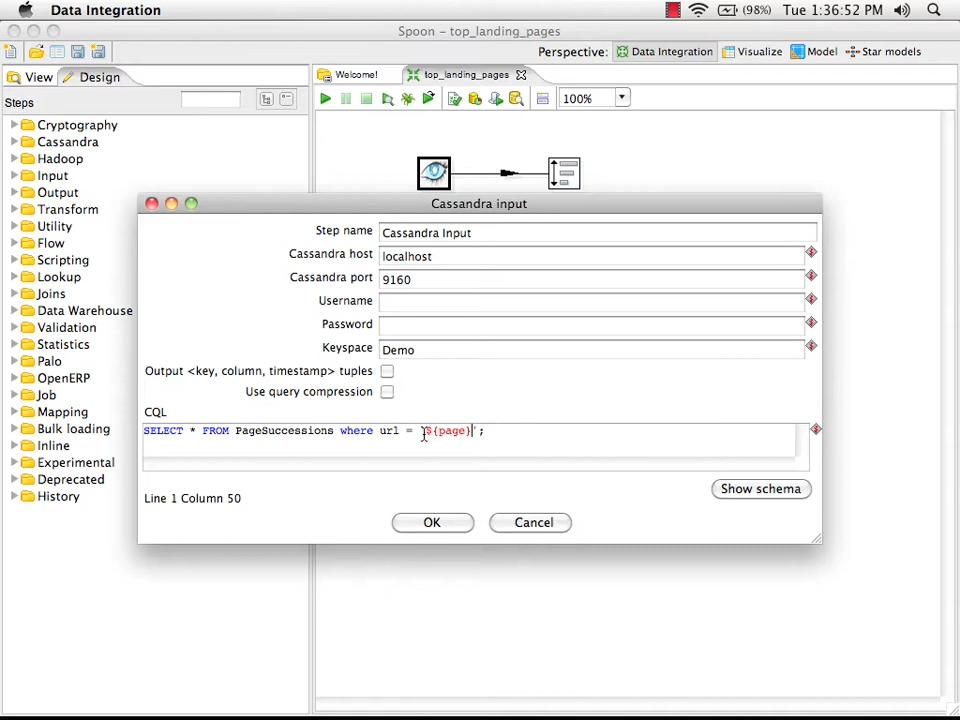 Data Integration (98%) Tue 1:36:52 PM
Spoon – top_landing_pages
Perspective: Data Integration Visualize Model Star models
View Design
Welcome! top_landing_pages
Steps
100%
Cryptography
Cassandra
Hadoop
Input
Output
Transform
Utility
Flow
Scripting
Lookup
Joins
Data Warehouse
Validation
Statistics
Palo
OpenERP
Job
Mapping
Bulk loading
Inline
Experimental
Deprecated
History
Cassandra input
Step name Cassandra Input
Cassandra host localhost
Cassandra port 9160
Username
Password
Keyspace Demo
Output <key, column, timestamp> tuples
Use query compression
CQL
SELECT * FROM PageSuccessions where url = '${page}';
Show schema
Line 1 Column 50
OK Cancel